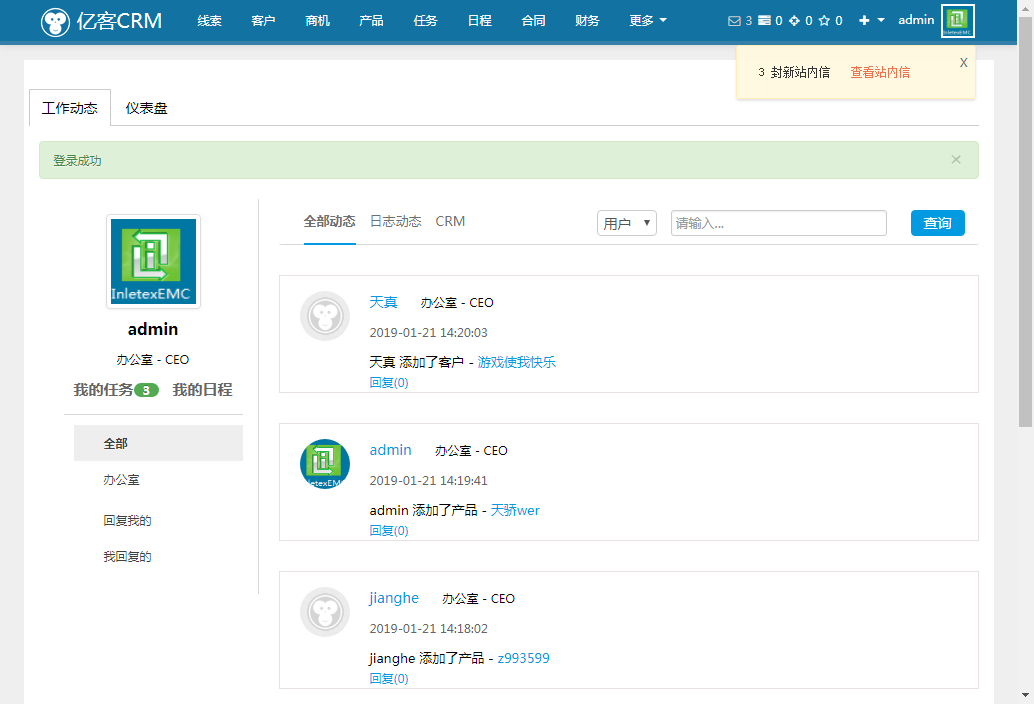 亿客CRM 线索 客户 商机 产品 任务 日程 合同 财务 更多 3 0 0 0 admin
InletexEMC
3 封新站内信 查看站内信 X
工作动态 仪表盘
登录成功 ×
全部动态 日志动态 CRM 用户 请输入... 查询
InletexEMC
admin
办公室 - CEO
我的任务 3 我的日程
全部
办公室
回复我的
我回复的
天真 办公室 - CEO
2019-01-21 14:20:03
天真 添加了客户 - 游戏使我快乐
回复(0)
admin 办公室 - CEO
2019-01-21 14:19:41
admin 添加了产品 - 天骄wer
回复(0)
jianghe 办公室 - CEO
2019-01-21 14:18:02
jianghe 添加了产品 - z993599
回复(0)